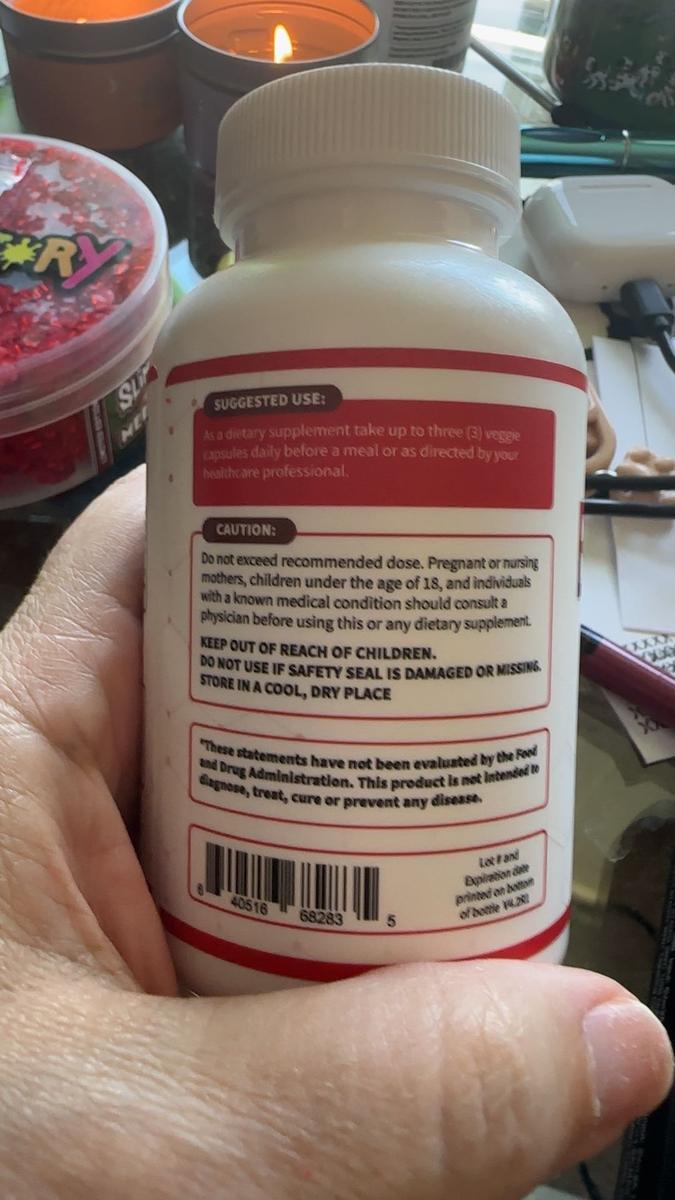 ORY
SLI
SUGGESTED USE:
As a dietary supplement take up to three (3) veggie
capsules daily before a meal or as directed by your
healthcare professional.
CAUTION:
Do not exceed recommended dose. Pregnant or nursing
mothers, children under the age of 18, and individuals
with a known medical condition should consult a
physician before using this or any dietary supplement.
KEEP OUT OF REACH OF CHILDREN.
DO NOT USE IF SAFETY SEAL IS DAMAGED OR MISSING.
STORE IN A COOL, DRY PLACE
*These statements have not been evaluated by the Food
and Drug Administration. This product is not intended to
diagnose, treat, cure or prevent any disease.
6 40516 68283 5
Lot # and
Expiration date
printed on bottom
of bottle V4.2RL